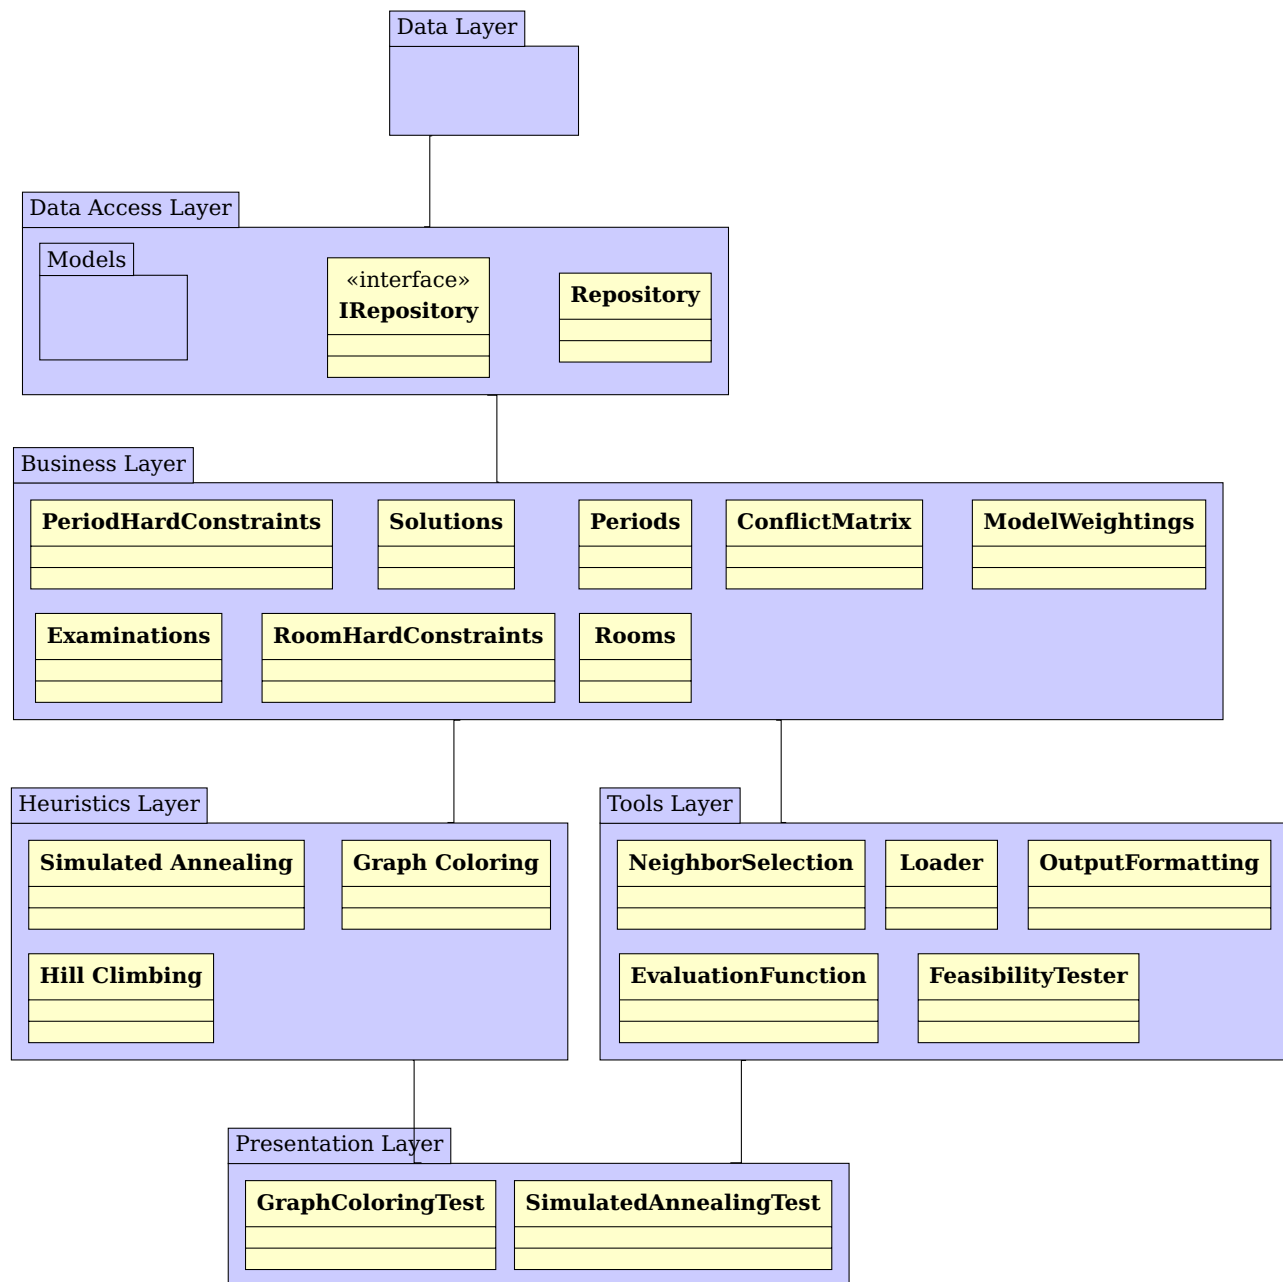 Data Layer
Data Access Layer
Models
«interface»
IRepository
Repository
Business Layer
PeriodHardConstraints
Solutions
Periods
ConflictMatrix
ModelWeightings
Examinations
RoomHardConstraints
Rooms
Heuristics Layer
Simulated Annealing
Graph Coloring
Hill Climbing
Tools Layer
NeighborSelection
Loader
OutputFormatting
EvaluationFunction
FeasibilityTester
Presentation Layer
GraphColoringTest
SimulatedAnnealingTest